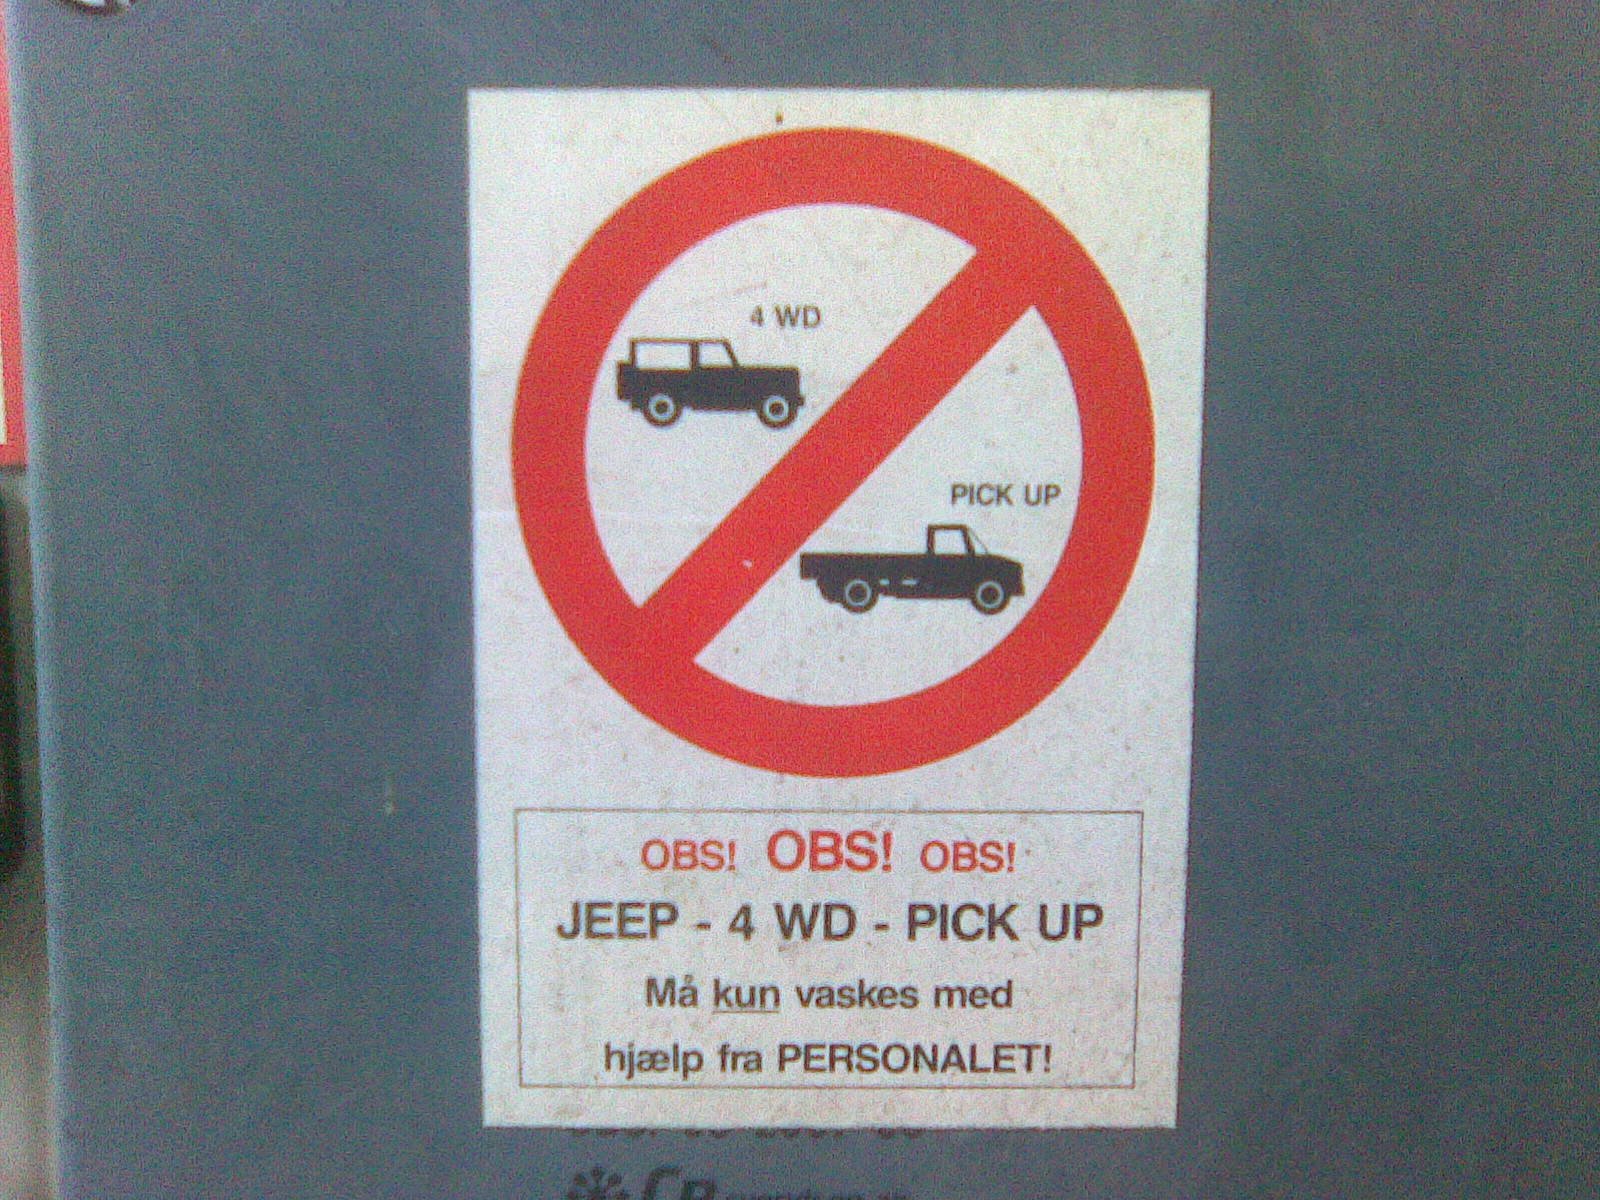 4 WD
PICK UP
OBS! OBS! OBS!
JEEP - 4 WD - PICK UP
Må kun vaskes med
hjælp fra PERSONALET!